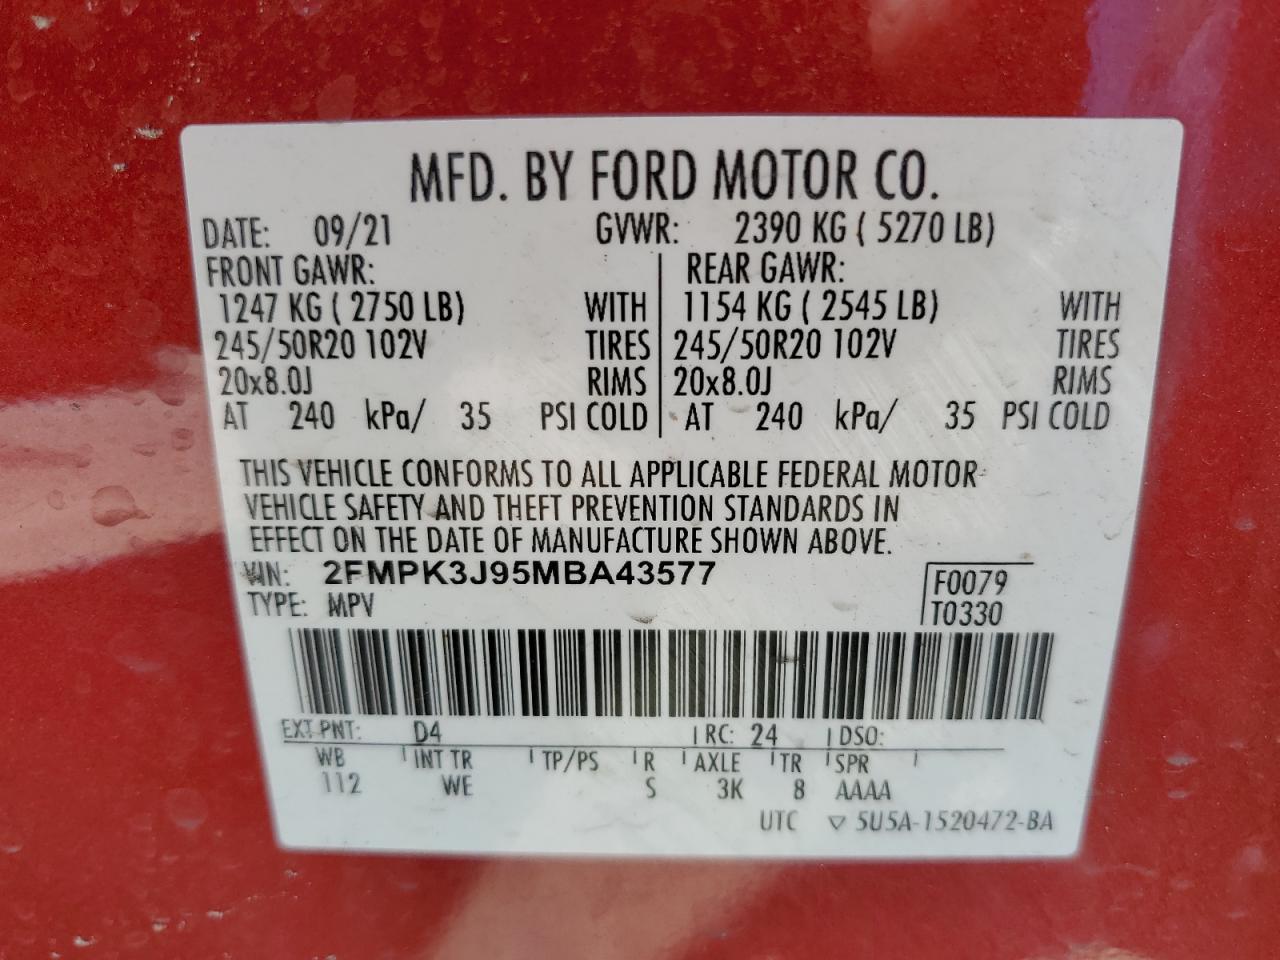 MFD. BY FORD MOTOR CO.
DATE: 09/21 GVWR: 2390 KG ( 5270 LB)
FRONT GAWR: REAR GAWR:
1247 KG ( 2750 LB) WITH 1154 KG ( 2545 LB) WITH
245/50R20 102V TIRES 245/50R20 102V TIRES
20x8.0J RIMS 20x8.0J RIMS
AT 240 kPa/ 35 PSI COLD AT 240 kPa/ 35 PSI COLD
THIS VEHICLE CONFORMS TO ALL APPLICABLE FEDERAL MOTOR
VEHICLE SAFETY AND THEFT PREVENTION STANDARDS IN
EFFECT ON THE DATE OF MANUFACTURE SHOWN ABOVE.
VIN: 2FMPK3J95MBA43577 F0079
TYPE: MPV T0330
EXT PNT: D4 RC: 24 DSO:
WB INT TR TP/PS R AXLE TR SPR
112 WE S 3K 8 AAAA
UTC ▽ 5U5A-1520472-BA